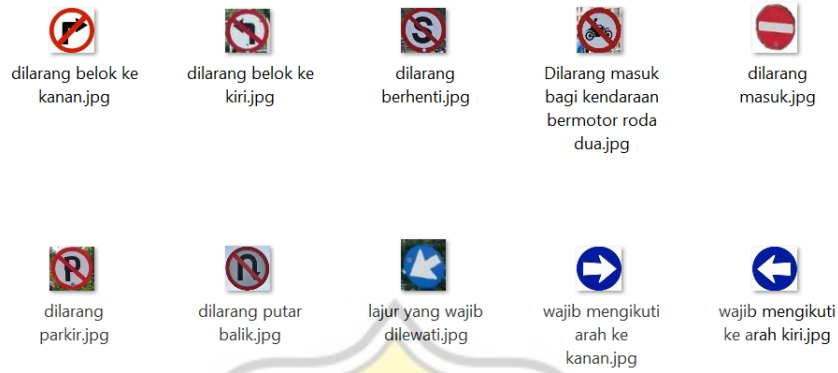 S
dilarang belok ke
kanan.jpg
dilarang belok ke
kiri.jpg
dilarang
berhenti.jpg
Dilarang masuk
bagi kendaraan
bermotor roda
dua.jpg
dilarang
masuk.jpg
P
dilarang
parkir.jpg
dilarang putar
balik.jpg
lajur yang wajib
dilewati.jpg
wajib mengikuti
arah ke
kanan.jpg
wajib mengikuti
ke arah kiri.jpg